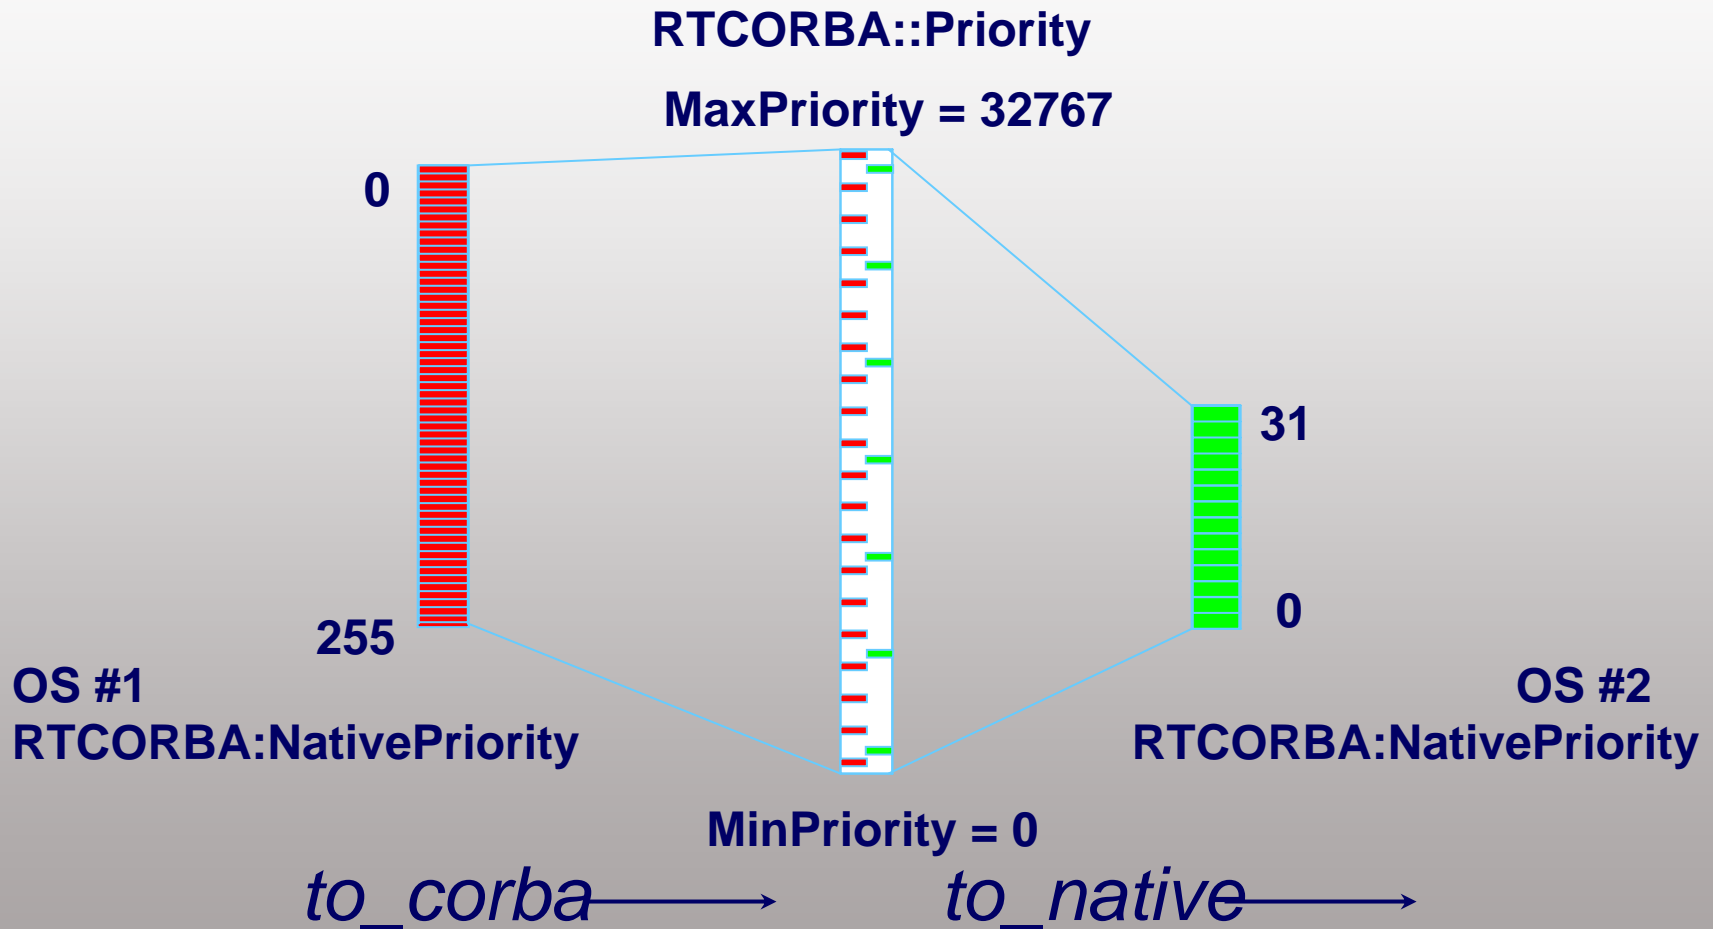 RTCORBA::Priority
MaxPriority = 32767
0
31
0
255
OS #1
RTCORBA:NativePriority
OS #2
RTCORBA:NativePriority
MinPriority = 0
to_corba
to_native